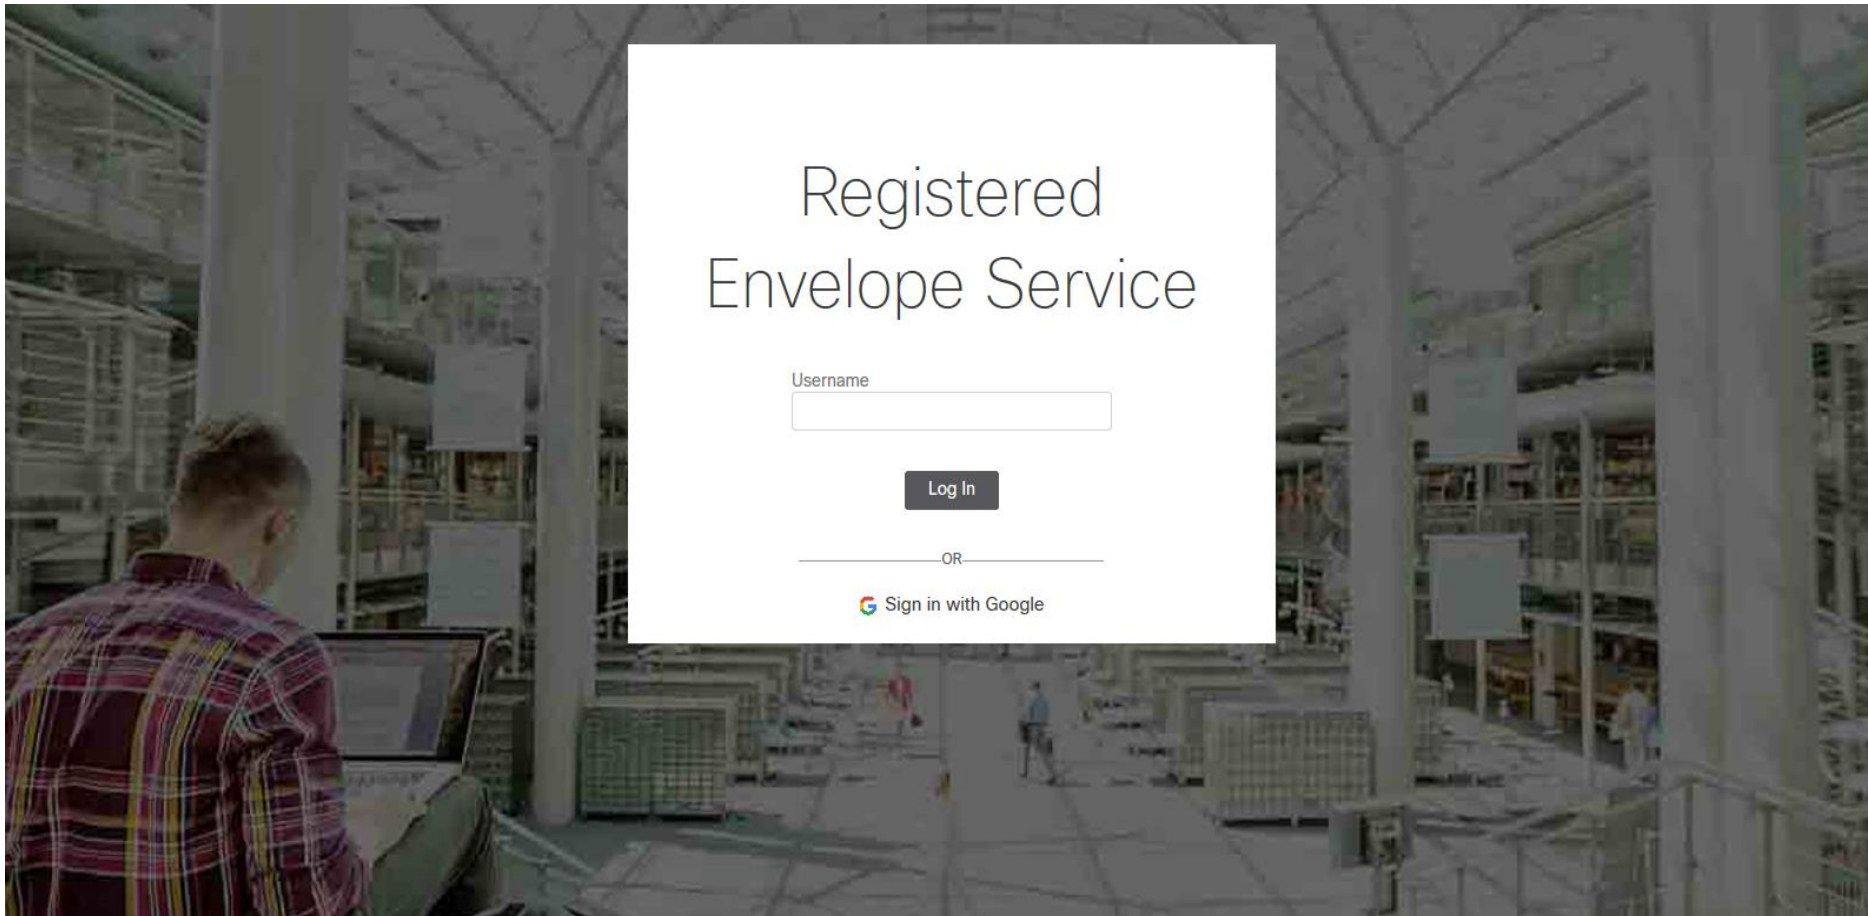 Registered
Envelope Service
Username
Log In
OR
Sign in with Google